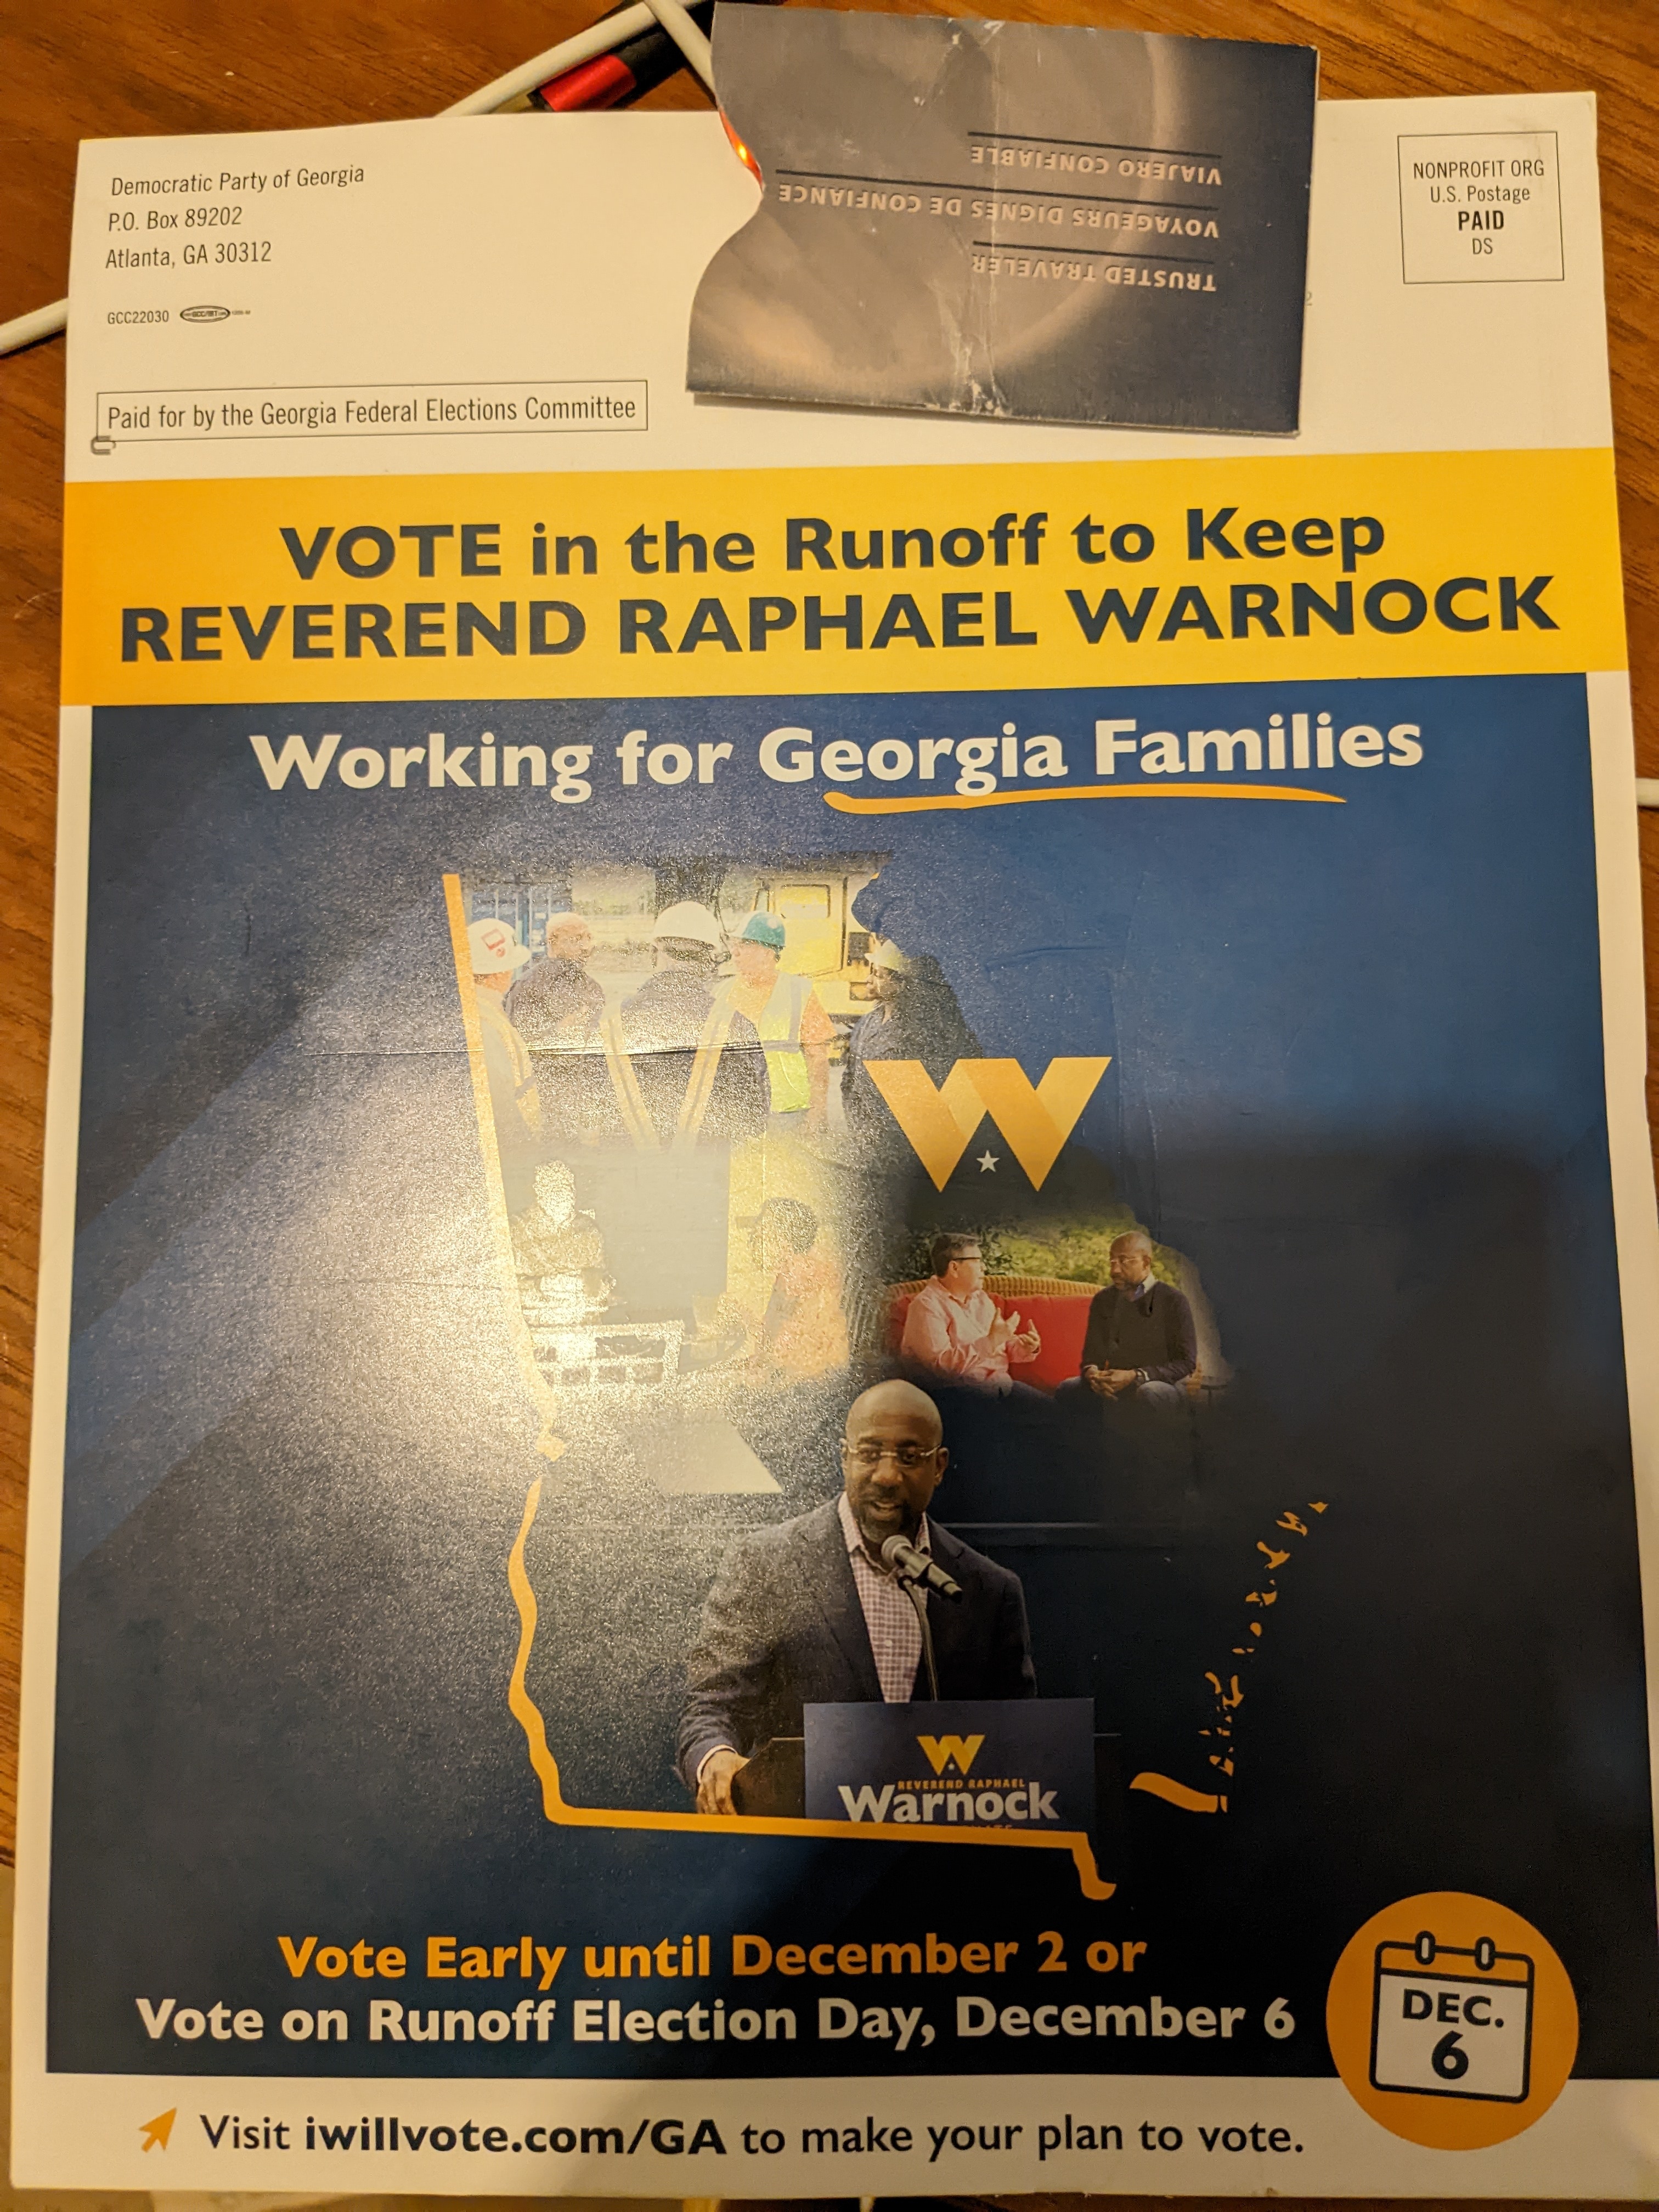 Democratic Party of Georgia
P.O. Box 89202
Atlanta, GA 30312
GCC22030
Paid for by the Georgia Federal Elections Committee
TRUSTED TRAVELER
VOYAGEURS DIGNES DE CONFIANCE
VIAJERO CONFIABLE
NONPROFIT ORG
U.S. Postage
PAID
DS
VOTE in the Runoff to Keep
REVEREND RAPHAEL WARNOCK
Working for Georgia Families
W
W
REVEREND RAPHAEL
Warnock
Vote Early until December 2 or
Vote on Runoff Election Day, December 6
DEC.
6
Visit iwillvote.com/GA to make your plan to vote.